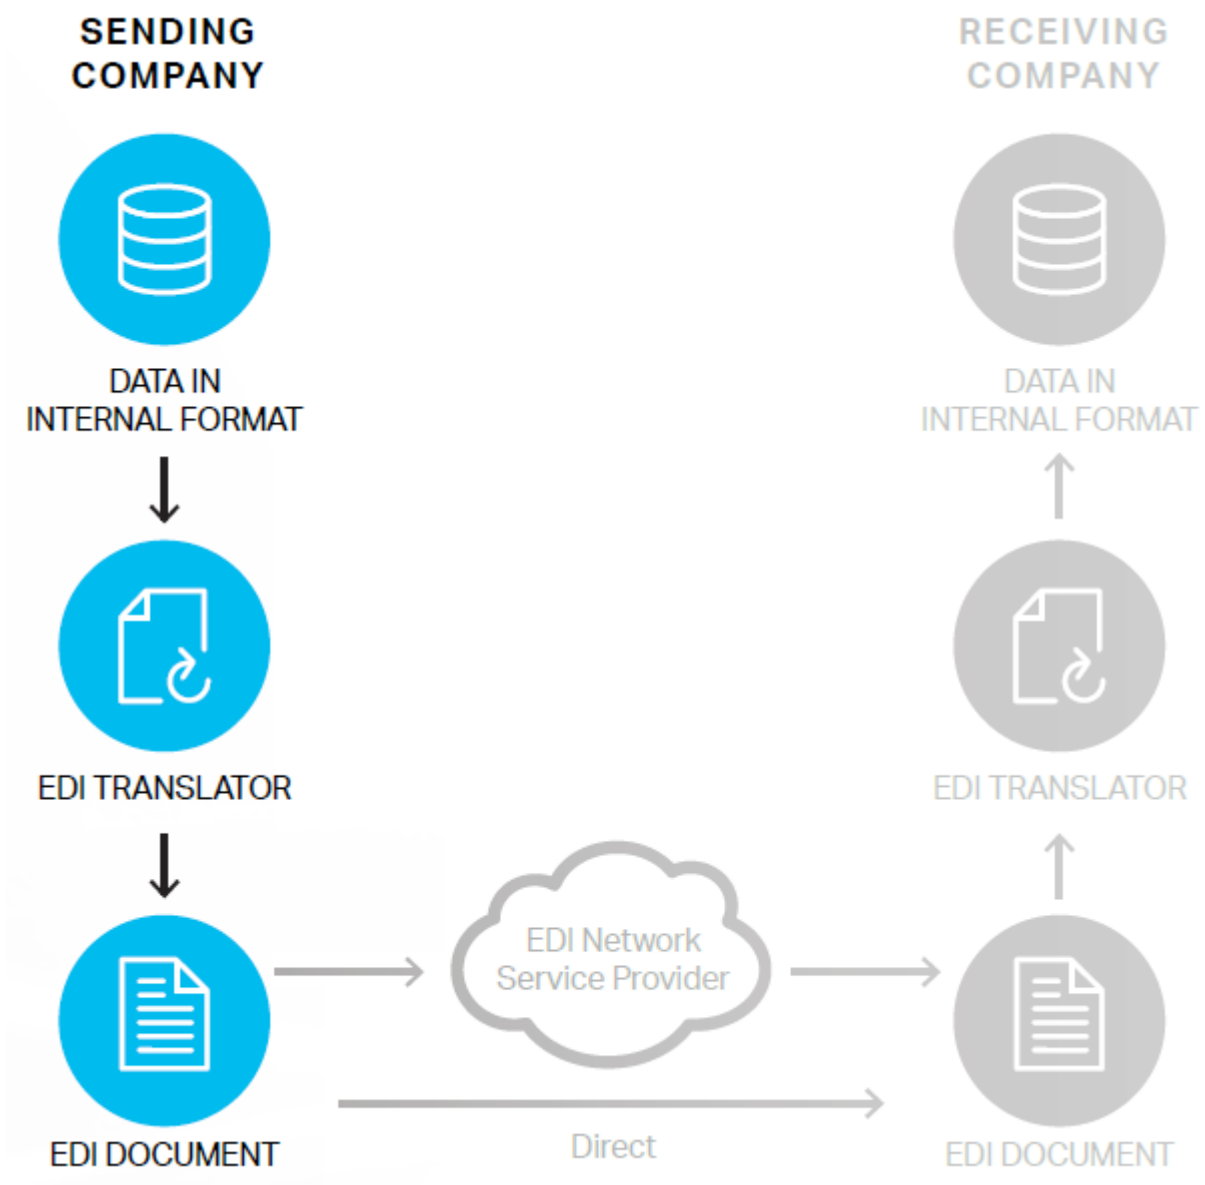 SENDING
COMPANY
RECEIVING
COMPANY
DATA IN
INTERNAL FORMAT
DATA IN
INTERNAL FORMAT
EDI TRANSLATOR
EDI TRANSLATOR
EDI Network
Service Provider
Direct
EDI DOCUMENT
EDI DOCUMENT